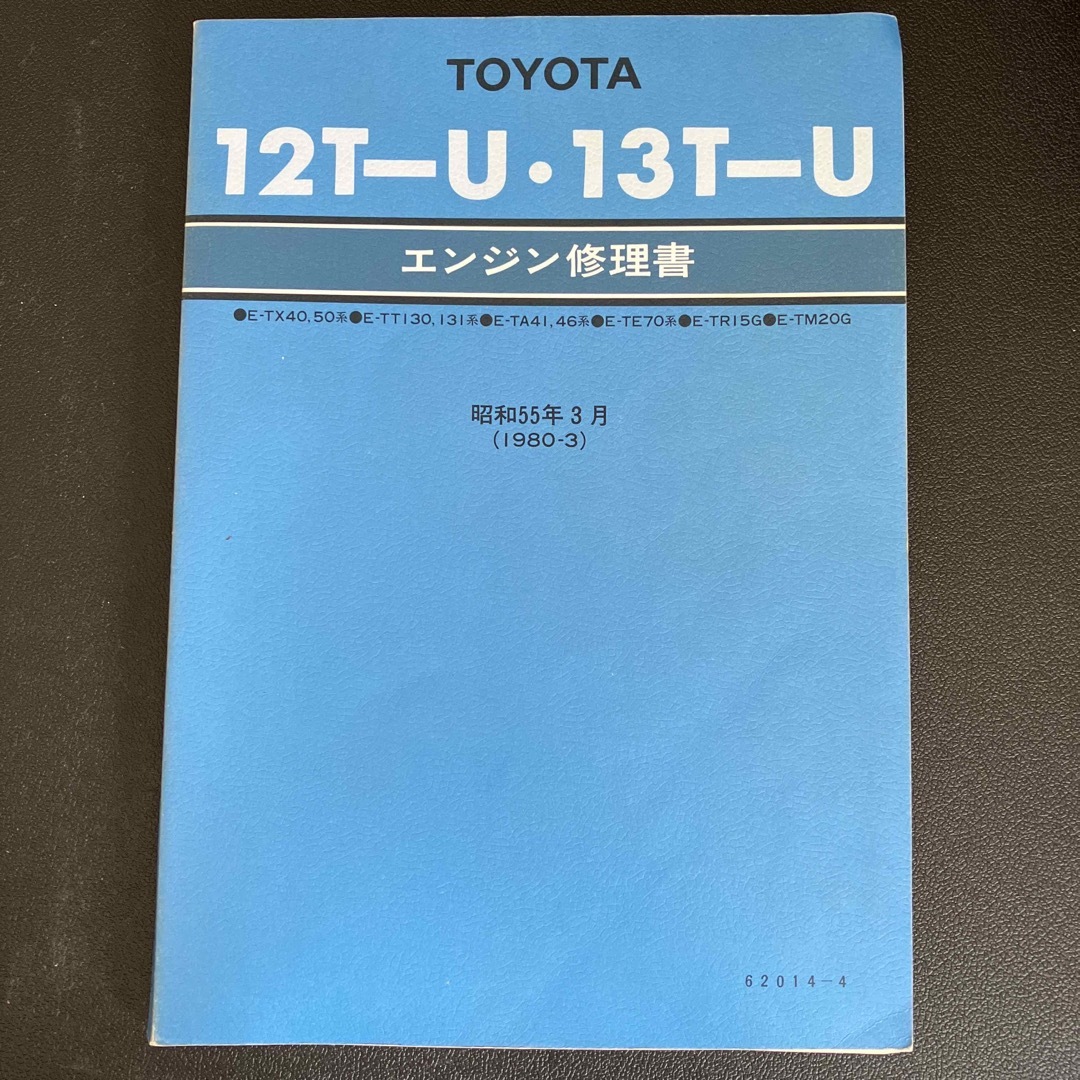 TOYOTA
12T-U・13T-U
エンジン修理書
●E-TX40,50系●E-TT130,131系●E-TA41,46系●E-TE70系●E-TR15G●E-TM20G
昭和55年3月
(1980-3)
62014-4